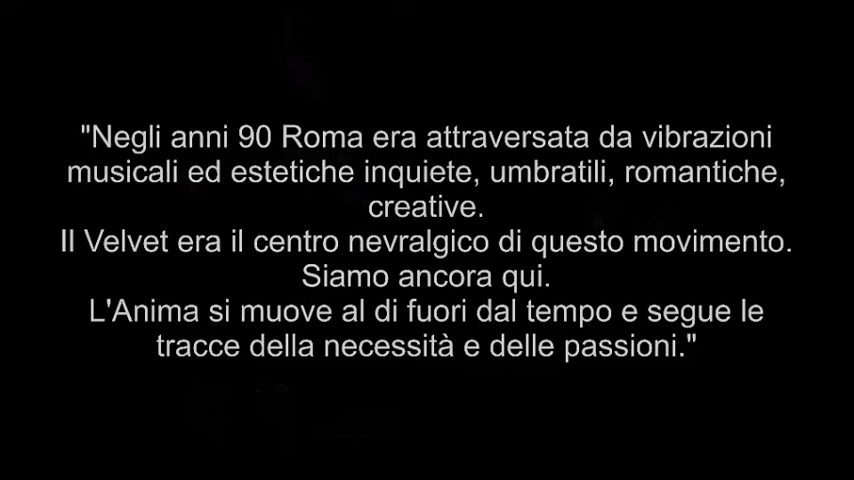 "Negli anni 90 Roma era attraversata da vibrazioni
musicali ed estetiche inquiete, umbratili, romantiche,
creative.
Il Velvet era il centro nevralgico di questo movimento.
Siamo ancora qui.
L'Anima si muove al di fuori dal tempo e segue le
tracce della necessità e delle passioni."